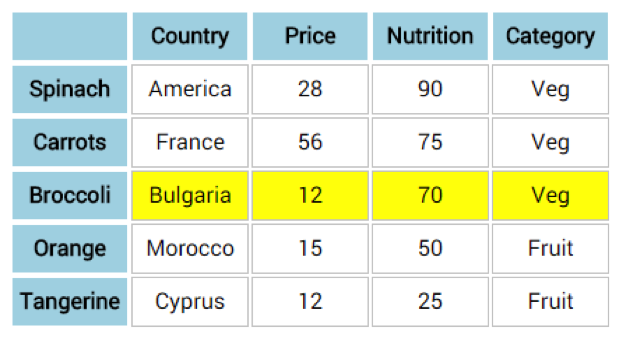 Country Price Nutrition Category
Spinach America 28 90 Veg
Carrots France 56 75 Veg
Broccoli Bulgaria 12 70 Veg
Orange Morocco 15 50 Fruit
Tangerine Cyprus 12 25 Fruit